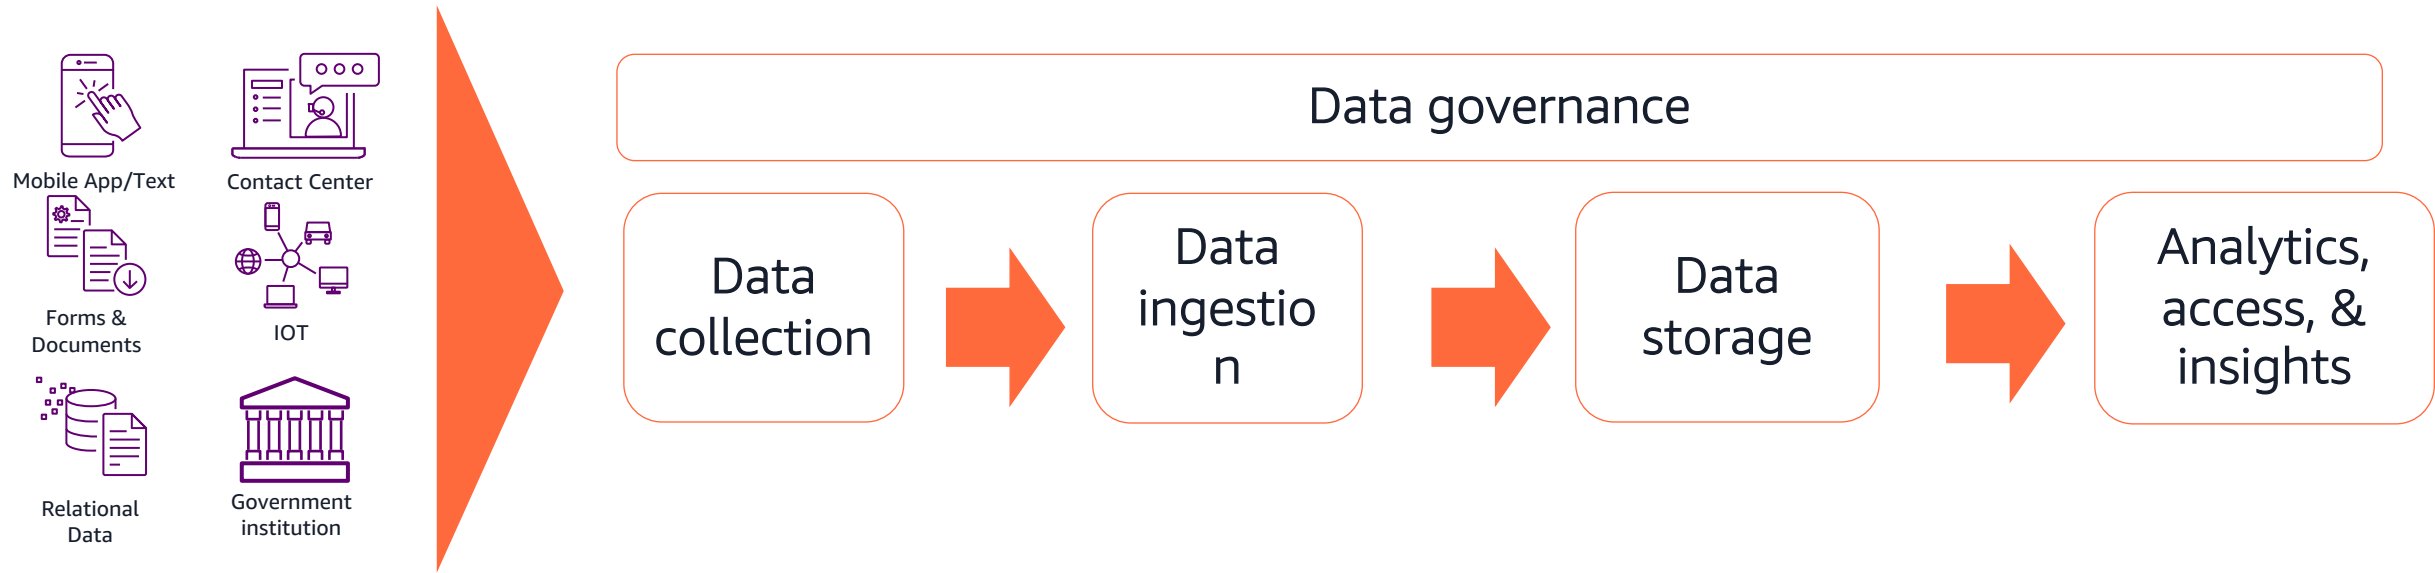 Mobile App/Text
Contact Center
Forms &
Documents
IOT
Relational
Data
Government
institution
Data governance
Data
collection
Data
ingestio
n
Data
storage
Analytics,
access, &
insights